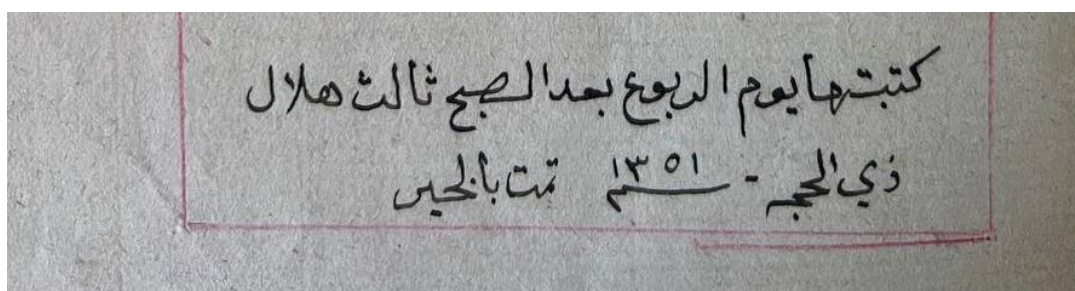 كتبتها يوم الربوع بعد الصبح ثالث هلال
ذي الحجه - سنه ١٣٥١ تمت بالخير